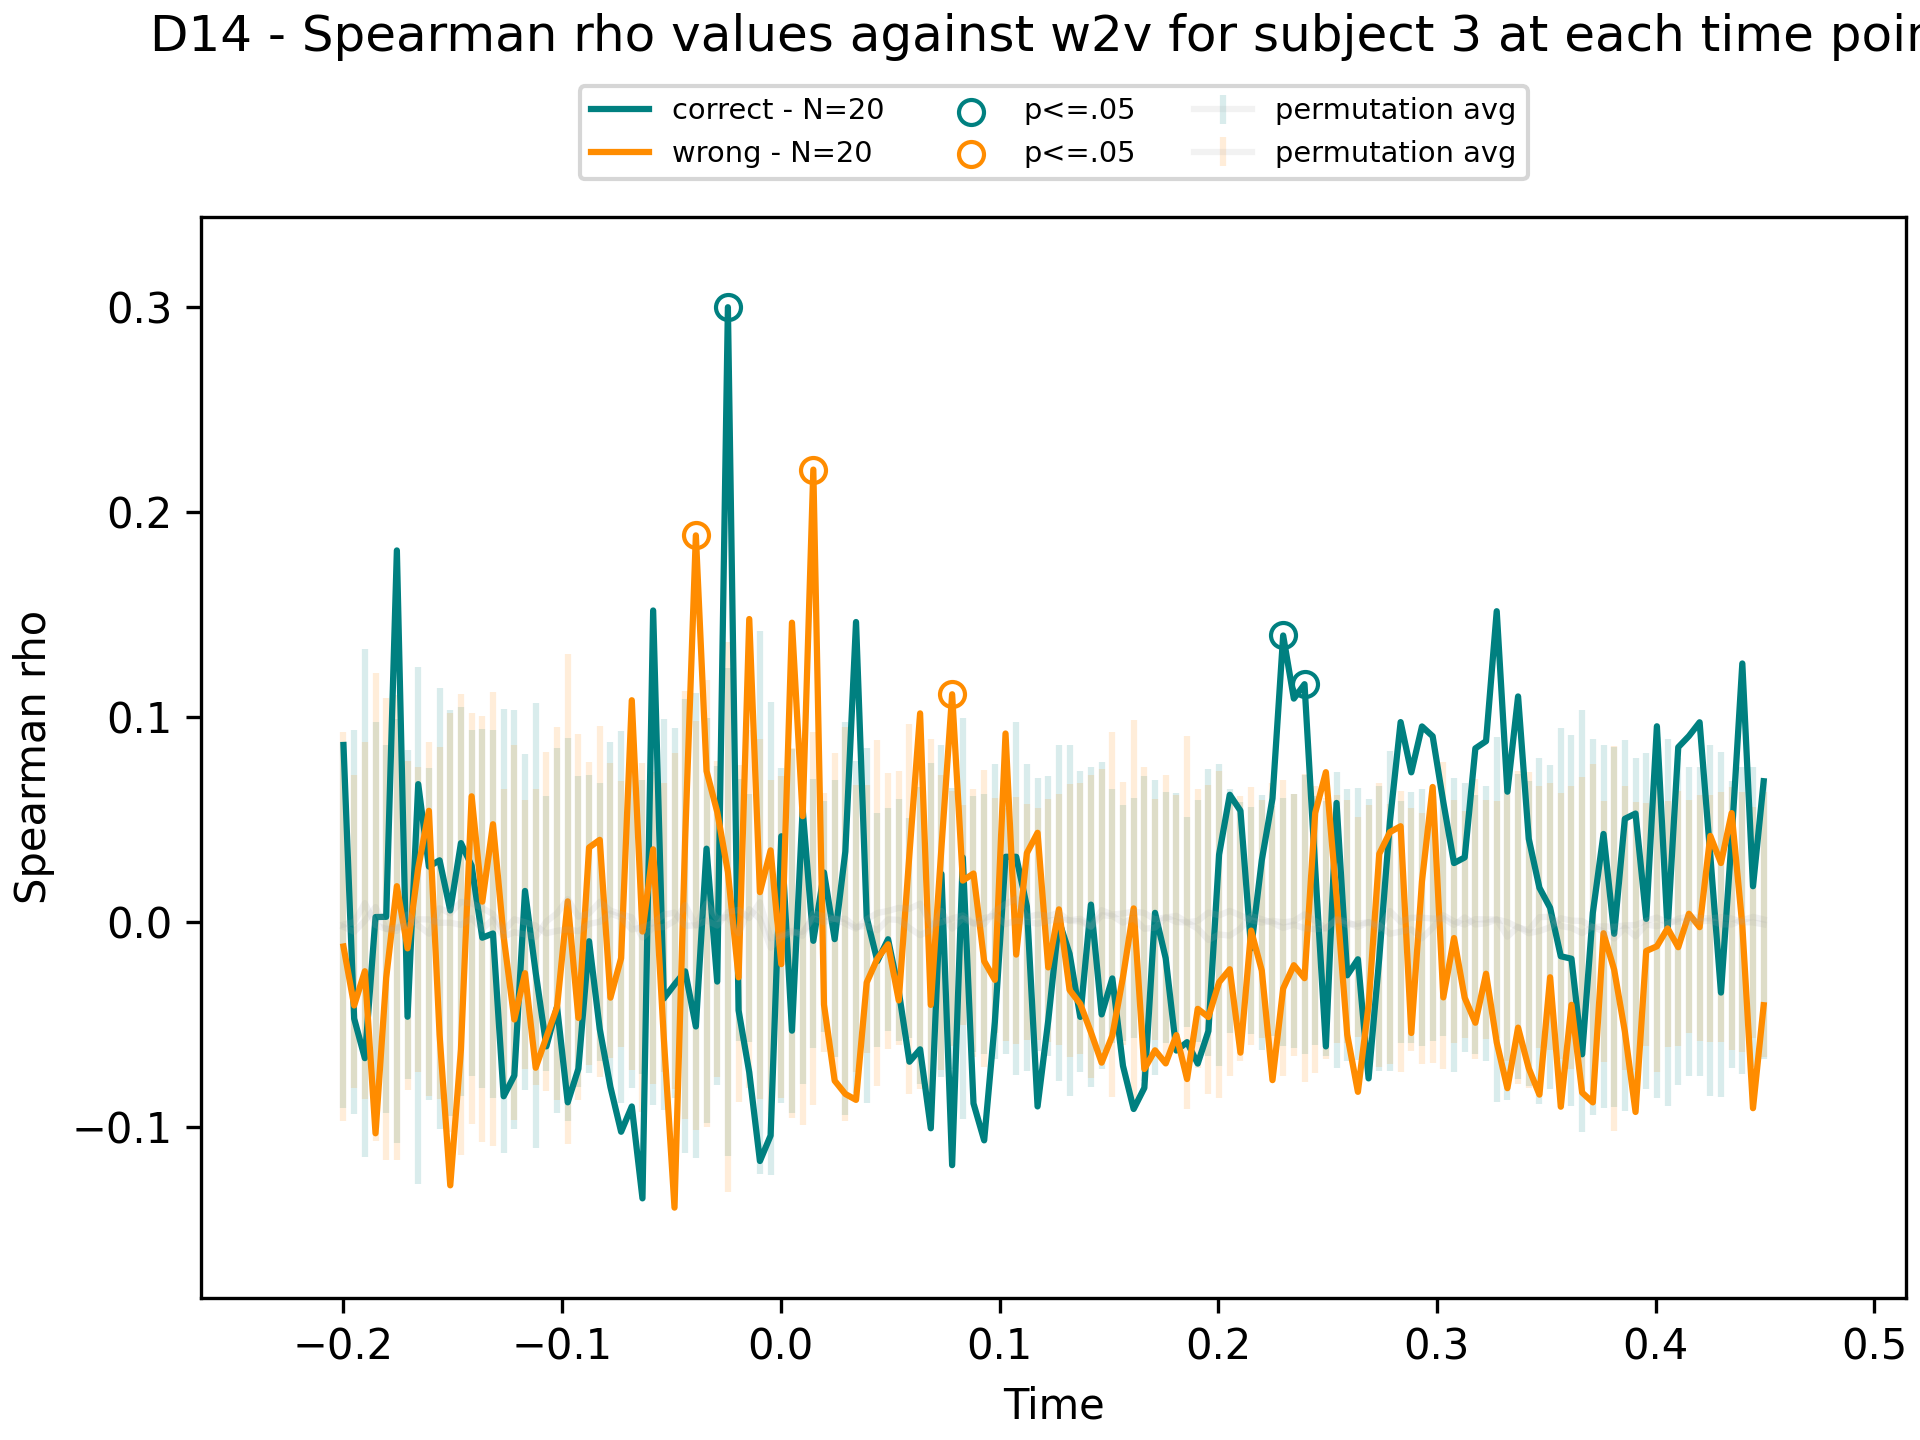 D14 - Spearman rho values against w2v for subject 3 at each time
correct - N=20 p<=.05 permutation avg
wrong - N=20 p<=.05 permutation avg
0.3
0.2
0.1
0.0
−0.1
Spearman rho
−0.2 −0.1 0.0 0.1 0.2 0.3 0.4 0.5
Time